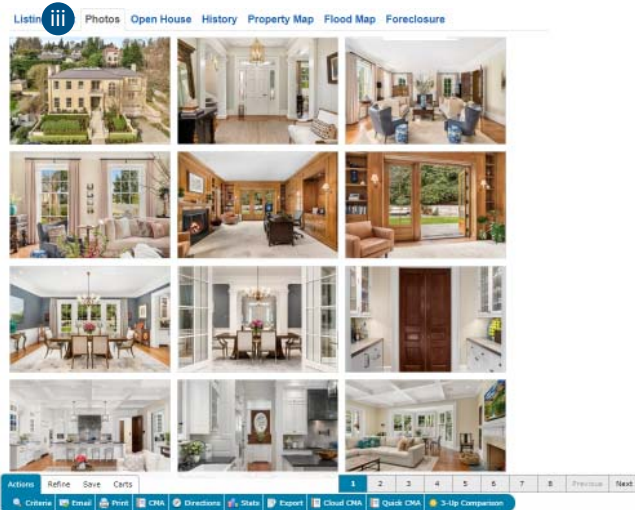 Listin iii Photos Open House History Property Map Flood Map Foreclosure
Actions Refine Save Carts 1 2 3 4 5 6 7 8 Previous Next
Criteria Email Print CMA Directions Stats Export Cloud CMA Quick CMA 3-Up Comparison